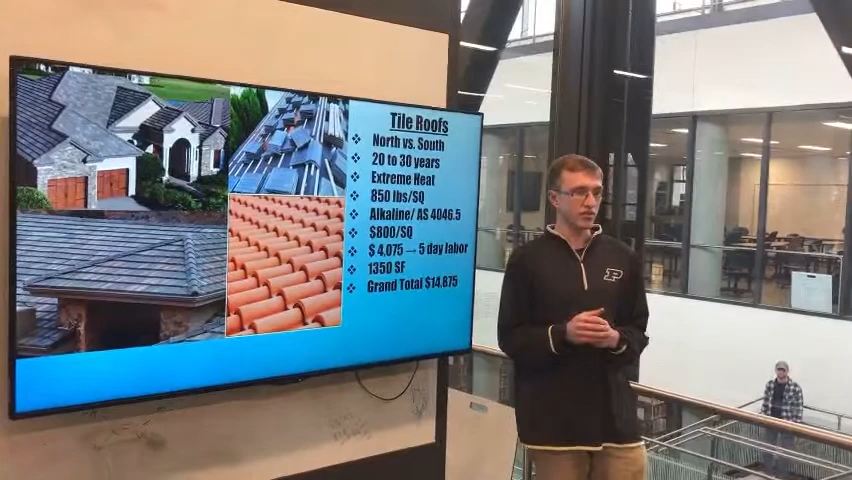 Tile Roofs
❖ North vs. South
❖ 20 to 30 years
❖ Extreme Heat
❖ 850 lbs/SQ
❖ Alkaline/ AS 4046.5
❖ $800/SQ
❖ $ 4,075 → 5 day labor
❖ 1350 SF
❖ Grand Total $14,875
P